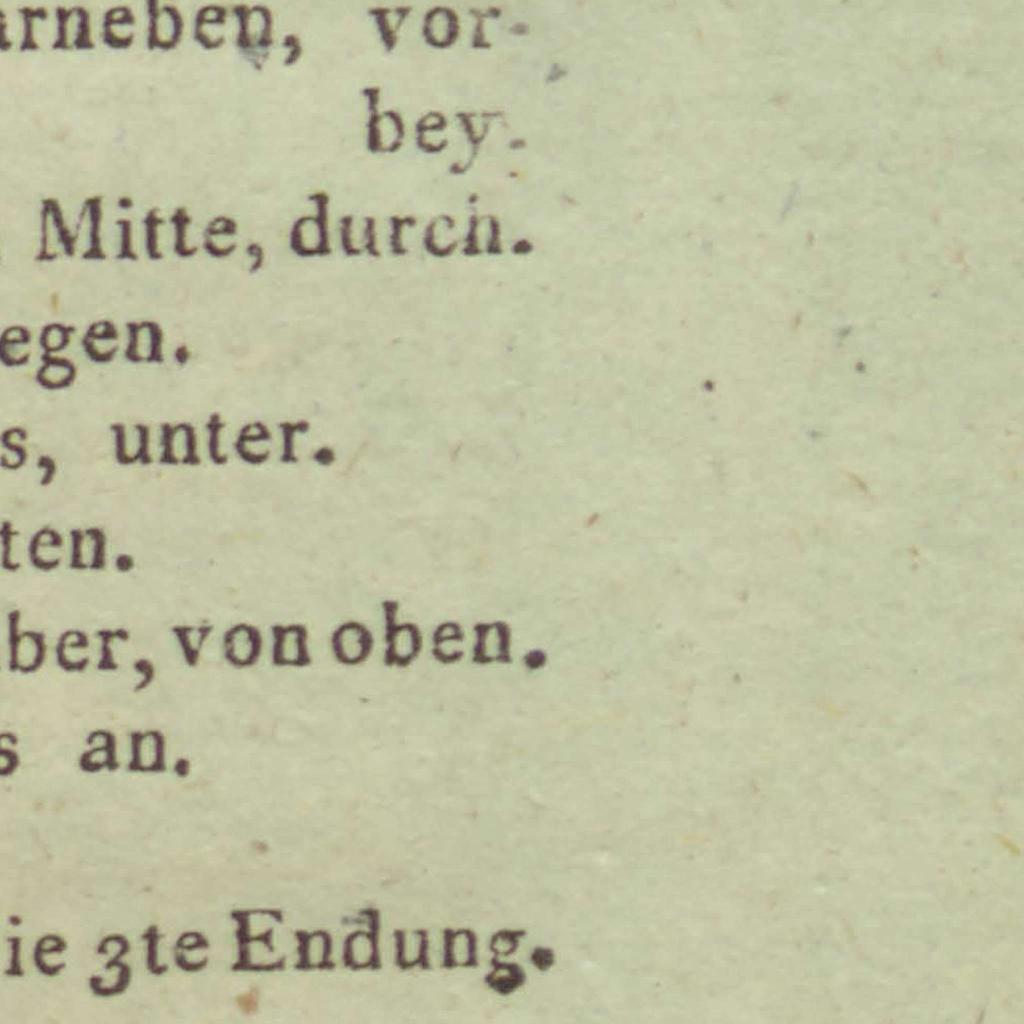 arneben, vor-
bey.
Mitte, durch.
egen.
s, unter.
ten.
ber, von oben.
s an.
ie 3te Endung.